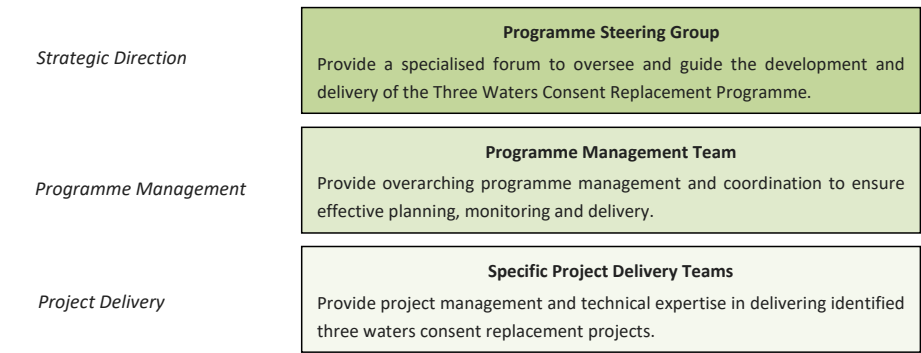 Strategic Direction
Programme Steering Group
Provide a specialised forum to oversee and guide the development and
delivery of the Three Waters Consent Replacement Programme.
Programme Management
Programme Management Team
Provide overarching programme management and coordination to ensure
effective planning, monitoring and delivery.
Project Delivery
Specific Project Delivery Teams
Provide project management and technical expertise in delivering identified
three waters consent replacement projects.